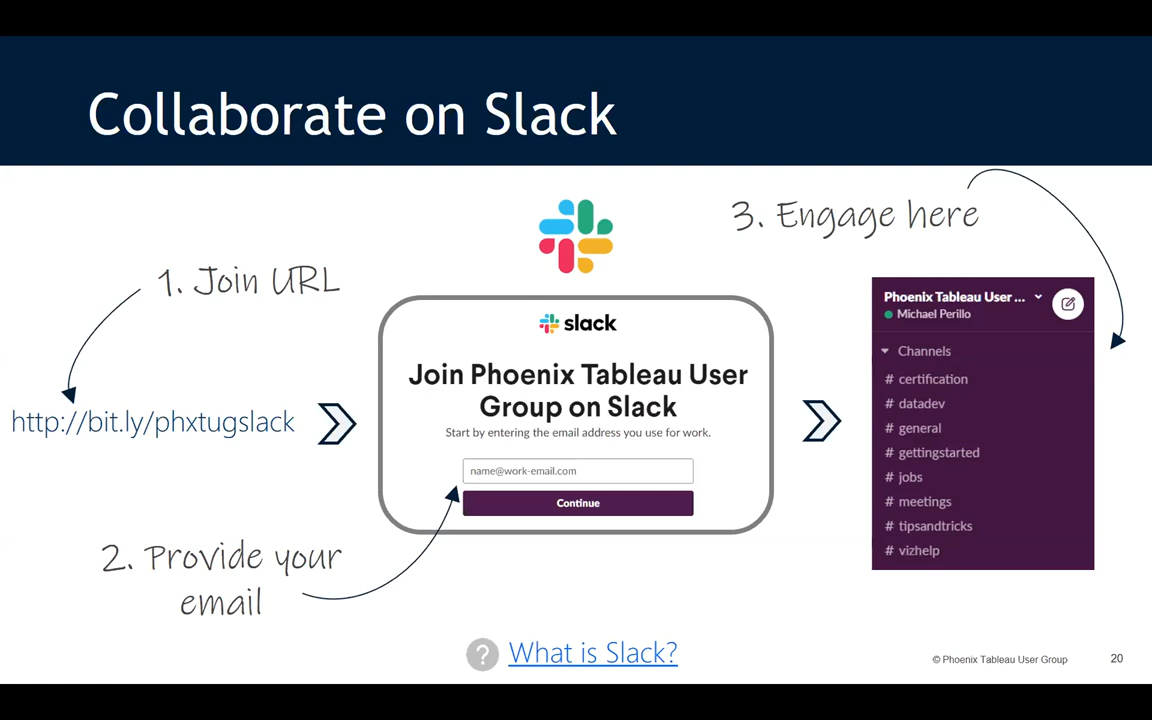 Collaborate on Slack
1. Join URL
http://bit.ly/phxtugslack
slack
Join Phoenix Tableau User
Group on Slack
Start by entering the email address you use for work.
name@work-email.com
Continue
2. Provide your
email
3. Engage here
Phoenix Tableau User ...
Michael Perillo
Channels
# certification
# datadev
# general
# gettingstarted
# jobs
# meetings
# tipsandtricks
# vizhelp
? What is Slack?
© Phoenix Tableau User Group
20